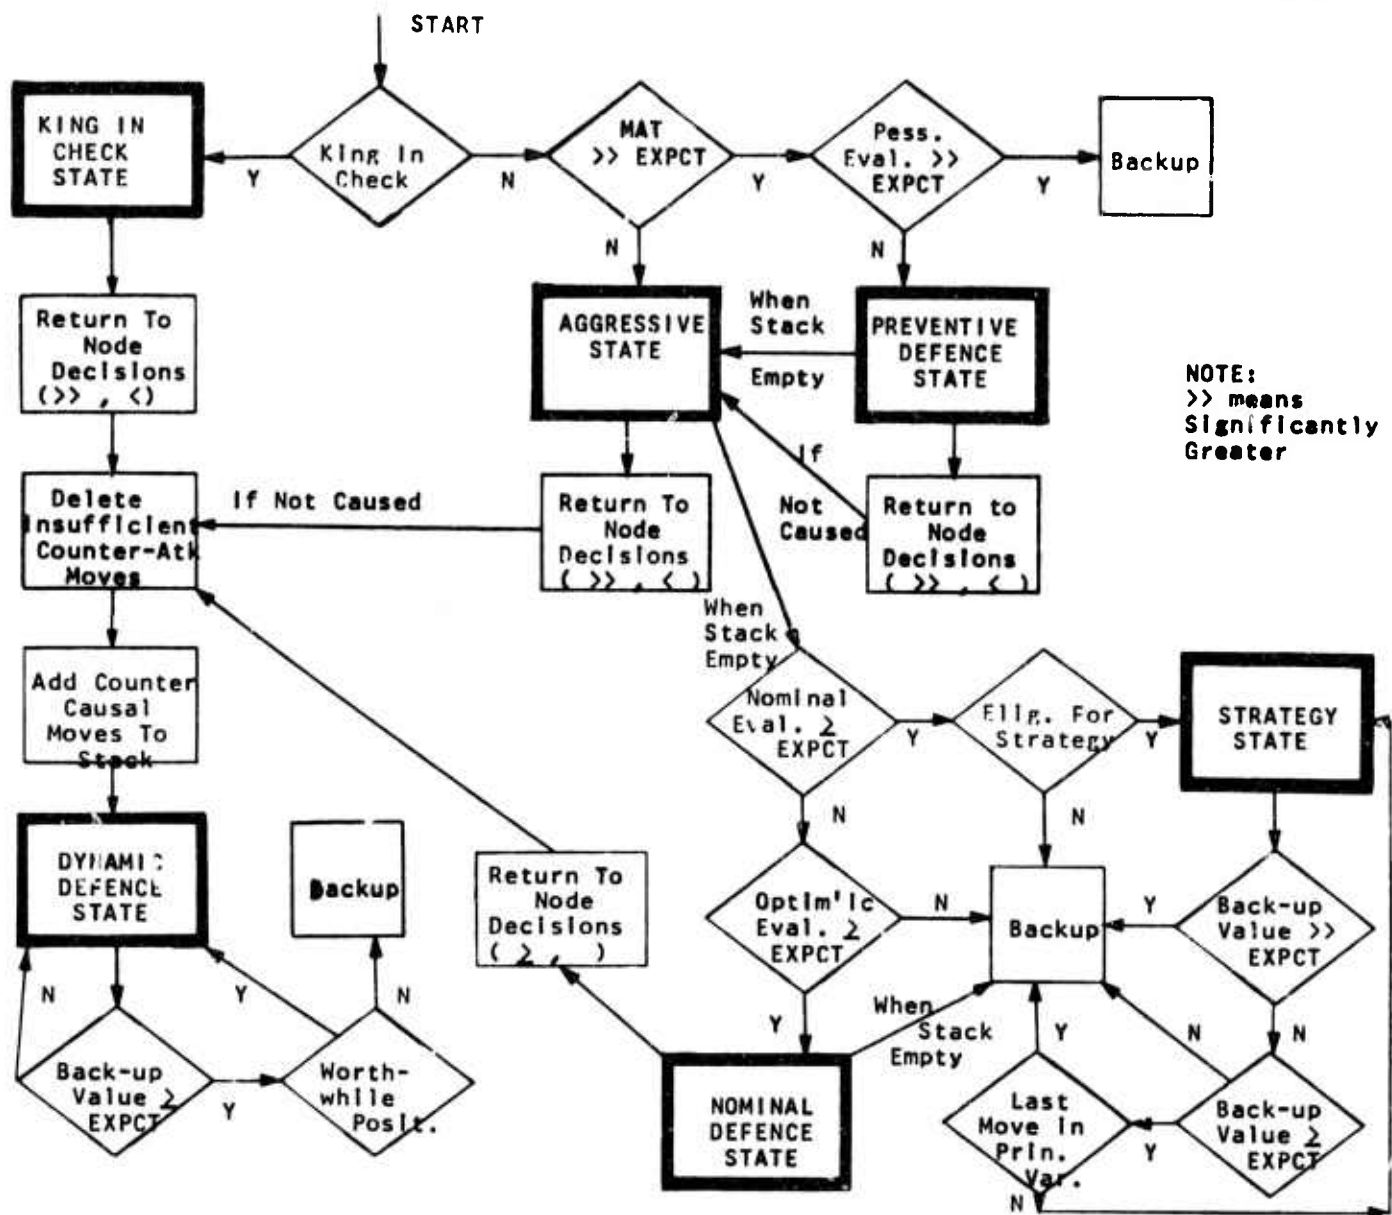 START
KING IN
CHECK
STATE
Y
King In
Check
N
MAT
>> EXPCT
Y
Pess.
Eval. >>
EXPCT
Y
Backup
N
N
AGGRESSIVE
STATE
When
Stack
Empty
PREVENTIVE
DEFENCE
STATE
NOTE:
>> means
Significantly
Greater
Return To
Node
Decisions
(>> , <)
If
Not
Caused
Delete
Insufficient
Counter-Atk
Moves
If Not Caused
Return To
Node
Decisions
( >> , < )
Return to
Node
Decisions
( >> , < )
When
Stack
Empty
Add Counter
Causal
Moves To
Stack
Nominal
Eval. ≥
EXPCT
Y
Elig. For
Strategy
Y
STRATEGY
STATE
N
N
DYNAMIC
DEFENCE
STATE
Backup
Return To
Node
Decisions
( ≥ , )
Optim'ic
Eval. ≥
EXPCT
N
Backup
Y
Back-up
Value >>
EXPCT
N
Y
N
Y
When
Stack
Empty
Y
N
N
Back-up
Value ≥
EXPCT
Y
Worth-
while
Posit.
NOMINAL
DEFENCE
STATE
Last
Move in
Prin.
Var.
Y
Back-up
Value ≥
EXPCT
N